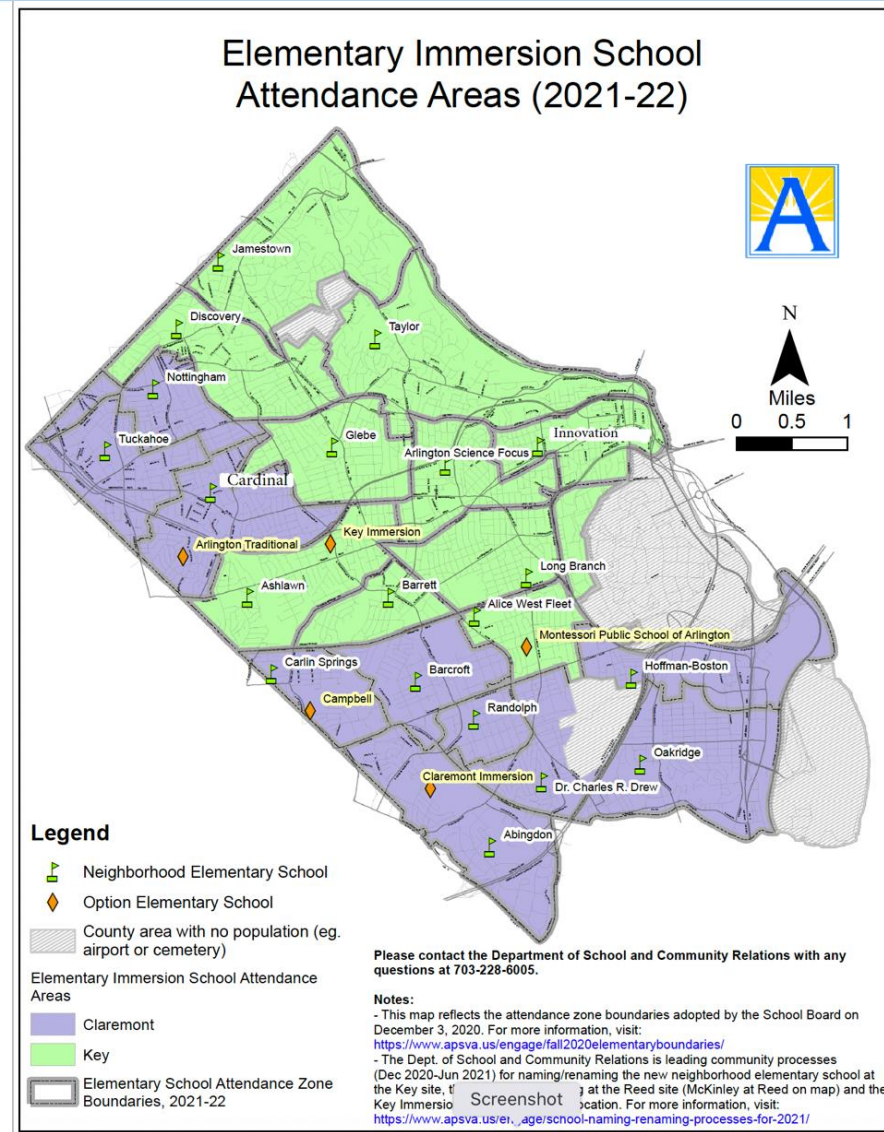 Elementary Immersion School
Attendance Areas (2021-22)
A
Jamestown
N
Discovery
Taylor
Miles
Nottingham
0 0.5 1
Tuckahoe
Glebe
Innovation
Arlington Science Focus
Cardinal
Key Immersion
Arlington Traditional
Long Branch
Ashlawn
Barrett
Alice West Fleet
Montessori Public School of Arlington
Carlin Springs
Barcroft
Hoffman-Boston
Campbell
Randolph
Oakridge
Claremont Immersion
Dr. Charles R. Drew
Abingdon
Legend
Neighborhood Elementary School
Option Elementary School
County area with no population (eg.
airport or cemetery)
Elementary Immersion School Attendance
Areas
Claremont
Key
Elementary School Attendance Zone
Boundaries, 2021-22
Please contact the Department of School and Community Relations with any
questions at 703-228-6005.
Notes:
- This map reflects the attendance zone boundaries adopted by the School Board on
December 3, 2020. For more information, visit:
https://www.apsva.us/engage/fall2020elementaryboundaries/
- The Dept. of School and Community Relations is leading community processes
(Dec 2020-Jun 2021) for naming/renaming the new neighborhood elementary school at
the Key site, g at the Reed site (McKinley at Reed on map) and the
Key Immersion ocation. For more information, visit:
https://www.apsva.us/engage/school-naming-renaming-processes-for-2021/
Screenshot